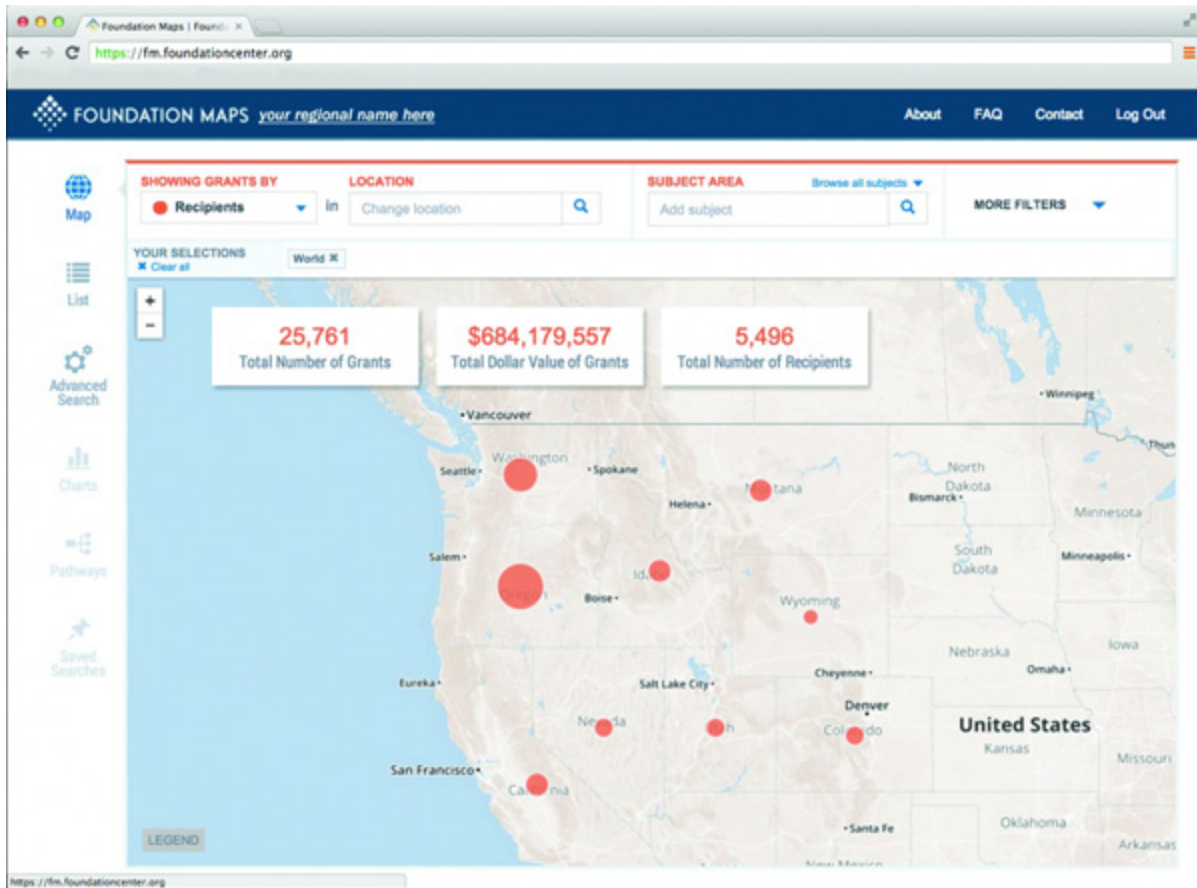 Foundation Maps | Found
https://fm.foundationcenter.org
FOUNDATION MAPS your regional name here
About FAQ Contact Log Out
Map
List
Advanced
Search
Charts
Pathways
Saved
Searches
SHOWING GRANTS BY
Recipients
in
LOCATION
Change location
SUBJECT AREA
Browse all subjects
Add subject
MORE FILTERS
YOUR SELECTIONS
Clear all
World
+
−
25,761
Total Number of Grants
$684,179,557
Total Dollar Value of Grants
5,496
Total Number of Recipients
Winnipeg
Vancouver
Washington
Seattle
Spokane
Helena
North
Dakota
Bismarck
Minnesota
Salem
South
Dakota
Minneapolis
Boise
Wyoming
Nebraska
Iowa
Omaha
Eureka
Salt Lake City
Cheyenne
Denver
United States
Kansas
Missouri
San Francisco
Santa Fe
Oklahoma
Arkansas
LEGEND
https://fm.foundationcenter.org